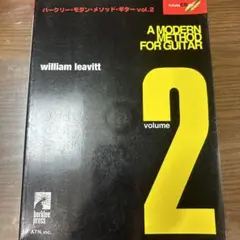 バークリー・モダン・メソッド・ギター vol.2
A MODERN
METHOD
FOR GUITAR
william leavitt
volume
2
berklee
press
ATN, inc.